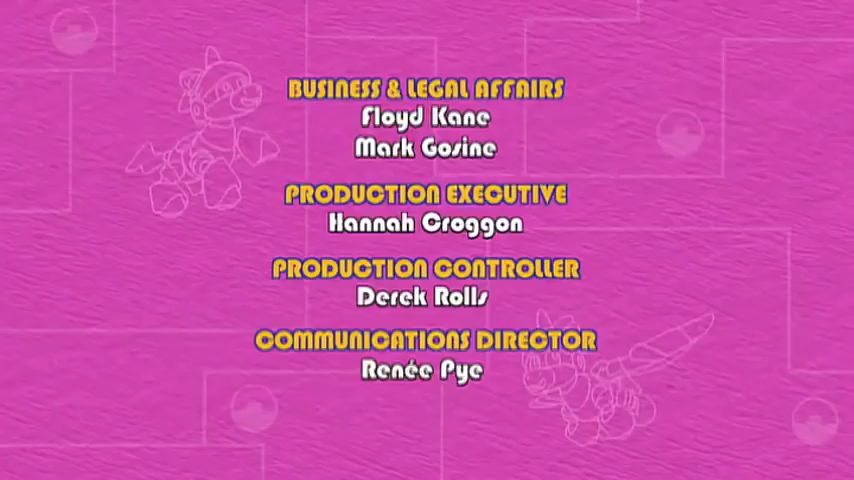 BUSINESS & LEGAL AFFAIRS
Floyd Kane
Mark Gosine
PRODUCTION EXECUTIVE
Hannah Croggon
PRODUCTION CONTROLLER
Derek Rolls
COMMUNICATIONS DIRECTOR
Renée Pye